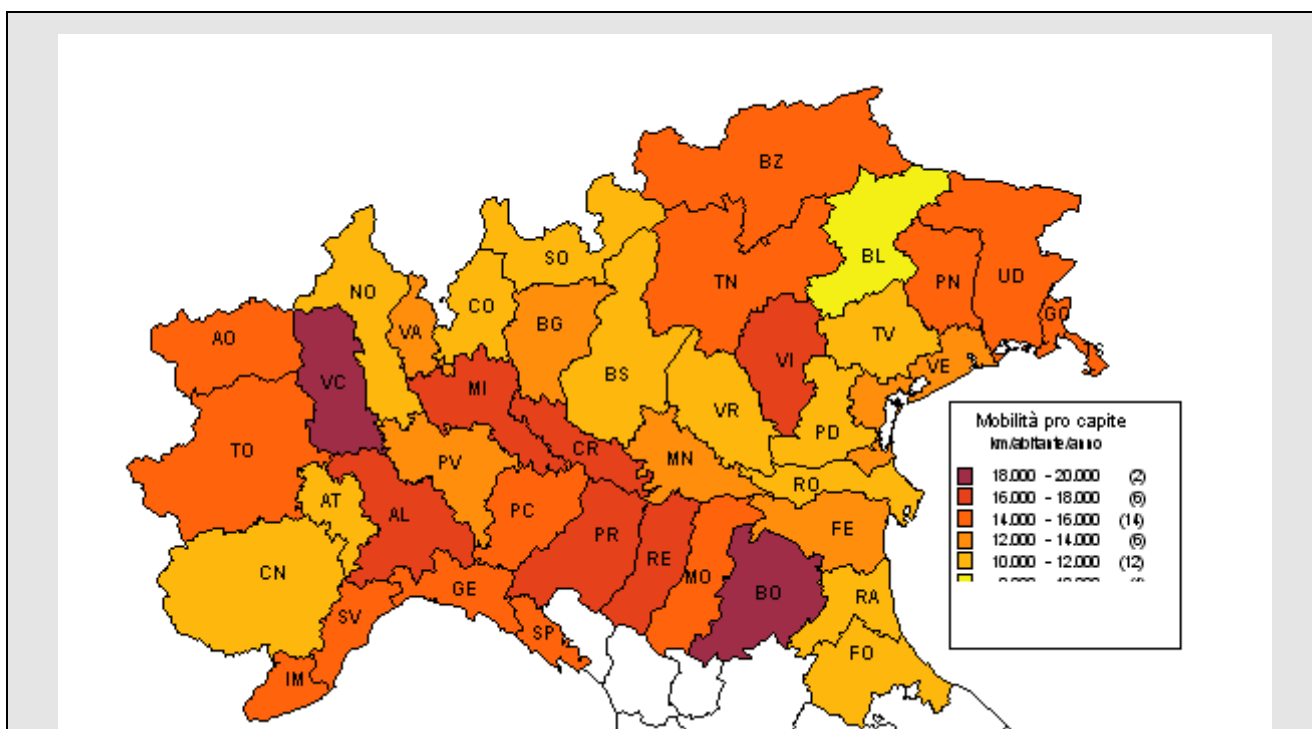 BZ
SO
BL
TN
PN
UD
NO
CO
BG
GO
AO
VA
TV
VE
VI
VC
MI
BS
VR
PD
TO
CR
PV
MN
RO
AT
AL
PC
FE
PR
RE
MO
BO
CN
GE
RA
SV
SP
FO
IM
Mobilità pro capite
km/abitante/anno
18.000 - 20.000 (2)
16.000 - 18.000 (6)
14.000 - 16.000 (14)
12.000 - 14.000 (6)
10.000 - 12.000 (12)